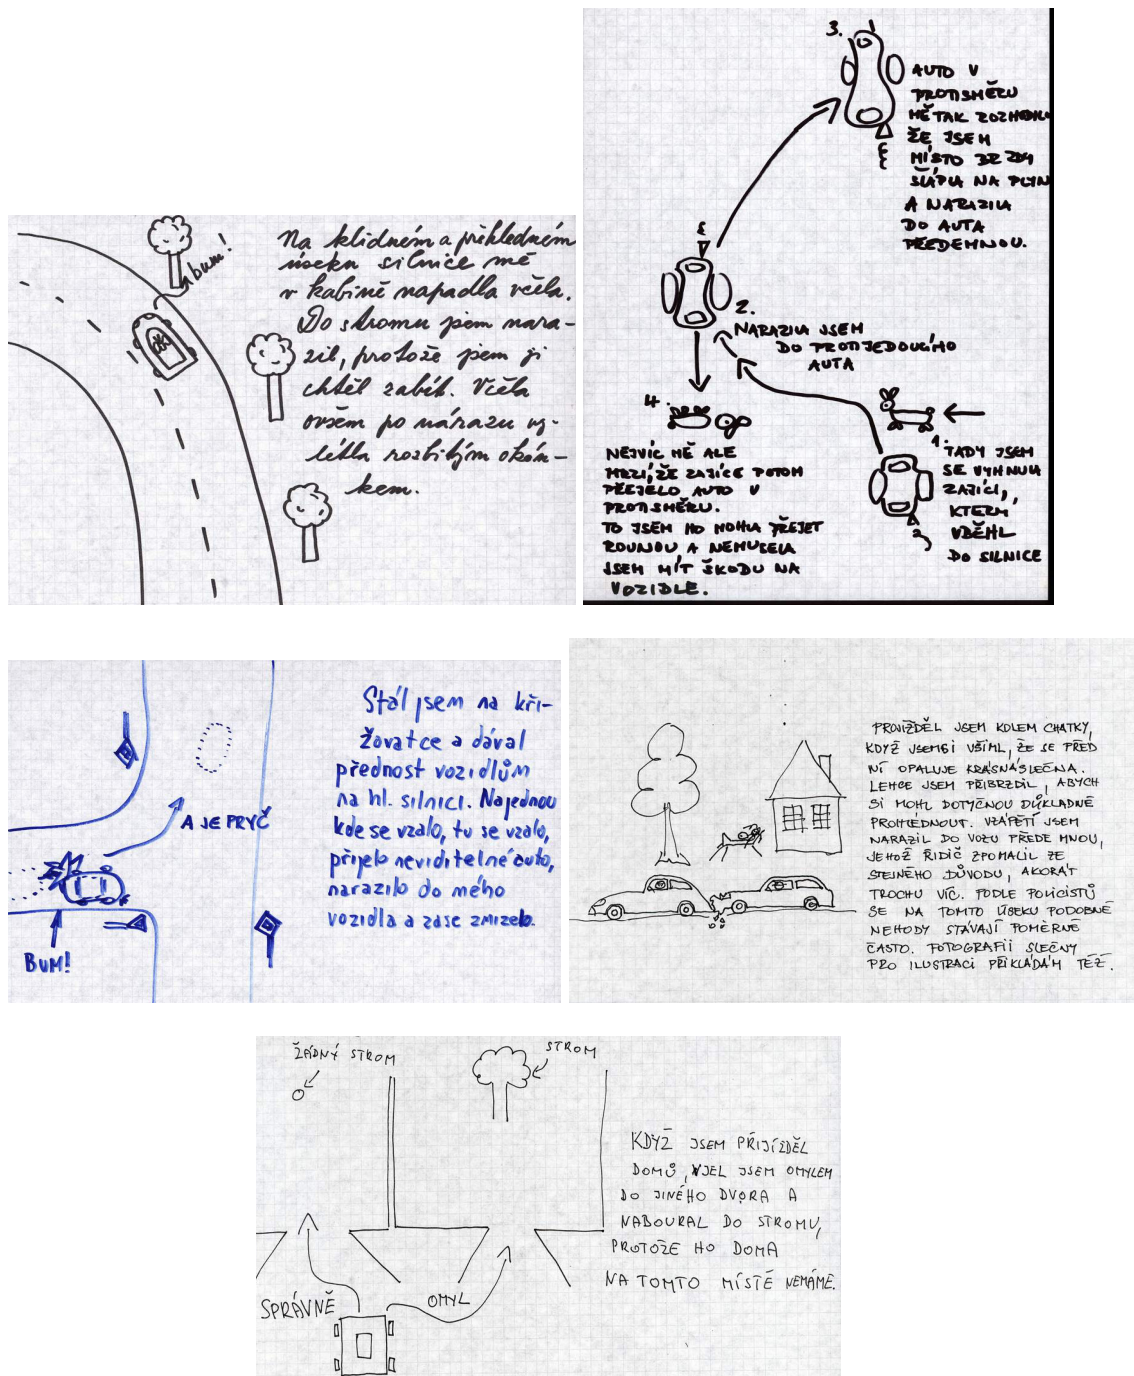 bum!
Na klidném a přehledném
úseku silnice mě
v kabině napadla včela.
Do stromu jsem nara-
zil, protože jsem ji
chtěl zabít. Včela
ovšem po nárazu vy-
létla rozbitým okén-
kem.
3.
AUTO V
PROTISMĚRU
MĚ TAK ROZHODILO
ŽE JSEM
MÍSTO BRZDY
ŠLÁPLA NA PLYN
A NARAZILA
DO AUTA
PŘEDEMNOU.
2.
NARAZILA JSEM
DO PROTIJEDOUCÍHO
AUTA
4.
NEJVÍC MĚ ALE
MRZÍ, ŽE ZAJÍCE POTOM
PŘEJELO AUTO V
PROTISMĚRU.
TO JSEM HO MOHLA PŘEJET
ROVNOU A NEMUSELA
JSEM MÍT ŠKODU NA
VOZIDLE.
1.
TADY JSEM
SE VYHNULA
ZAJÍCI,
KTERÝ
VBĚHL
DO SILNICE
A JE PRYČ
BUM!
Stál jsem na kři-
žovatce a dával
přednost vozidlům
na hl. silnici. Najednou
kde se vzalo, tu se vzalo,
přijelo neviditelné auto,
narazilo do mého
vozidla a zase zmizelo.
PROJÍŽDĚL JSEM KOLEM CHATKY,
KDYŽ JSEM SI VŠIML, ŽE SE PŘED
NÍ OPALUJE KRÁSNÁ SLEČNA.
LEHCE JSEM PŘIBRZDIL, ABYCH
SI MOHL DOTYČNOU DŮKLADNĚ
PROHLÉDNOUT. VZÁPĚTÍ JSEM
NARAZIL DO VOZU PŘEDE MNOU,
JEHOŽ ŘIDIČ ZPOMALIL ZE
STEJNÉHO DŮVODU, AKORÁT
TROCHU VÍC. PODLE POLICISTŮ
SE NA TOMTO ÚSEKU PODOBNÉ
NEHODY STÁVAJÍ POMĚRNĚ
ČASTO. FOTOGRAFII SLEČNY
PRO ILUSTRACI PŘIKLÁDÁM TÉŽ.
ŽÁDNÝ STROM
STROM
SPRÁVNĚ
OMYL
KDYŽ JSEM PŘIJÍŽDĚL
DOMŮ, VJEL JSEM OMYLEM
DO JINÉHO DVORA A
NABOURAL DO STROMU,
PROTOŽE HO DOMA
NA TOMTO MÍSTĚ NEMÁME.